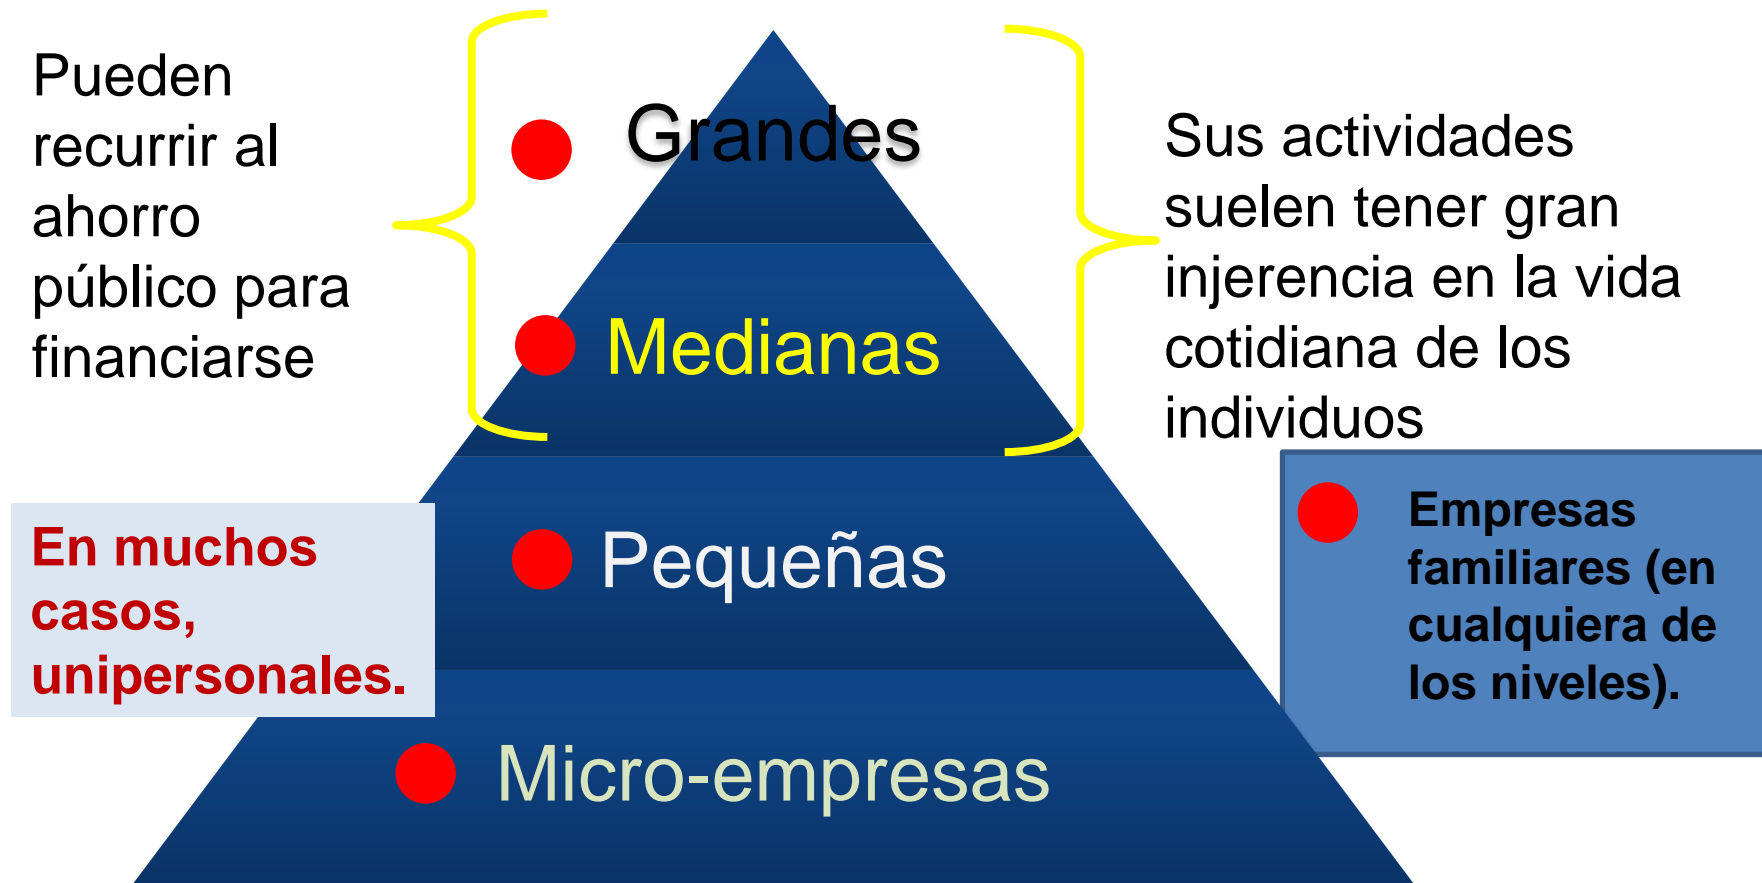 Pueden
recurrir al
ahorro
público para
financiarse
Grandes
Medianas
Sus actividades
suelen tener gran
injerencia en la vida
cotidiana de los
individuos
En muchos
casos,
unipersonales.
Pequeñas
Empresas
familiares (en
cualquiera de
los niveles).
Micro-empresas